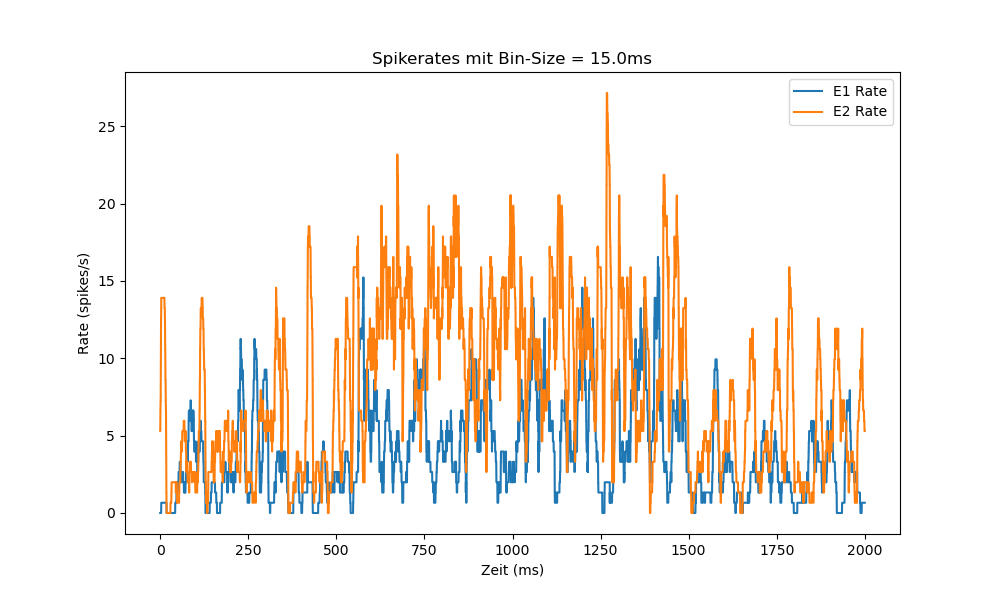 Spikerates mit Bin-Size = 15.0ms
E1 Rate
E2 Rate
Rate (spikes/s)
25
20
15
10
5
0
0 250 500 750 1000 1250 1500 1750 2000
Zeit (ms)